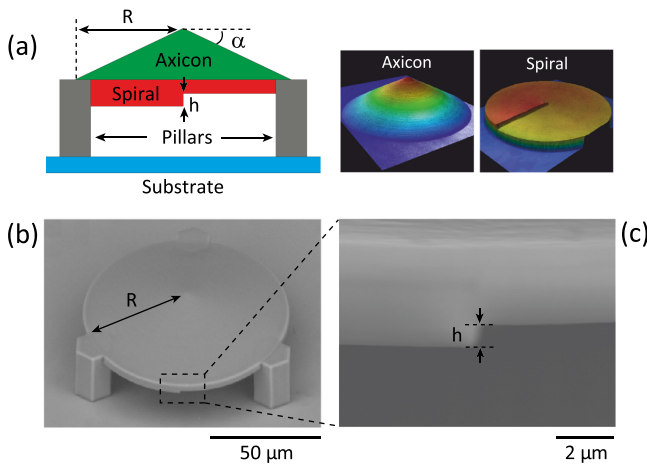 (a)
R
α
Axicon
Spiral
h
Pillars
Substrate
Axicon
Spiral
(b)
R
50 μm
(c)
h
2 μm